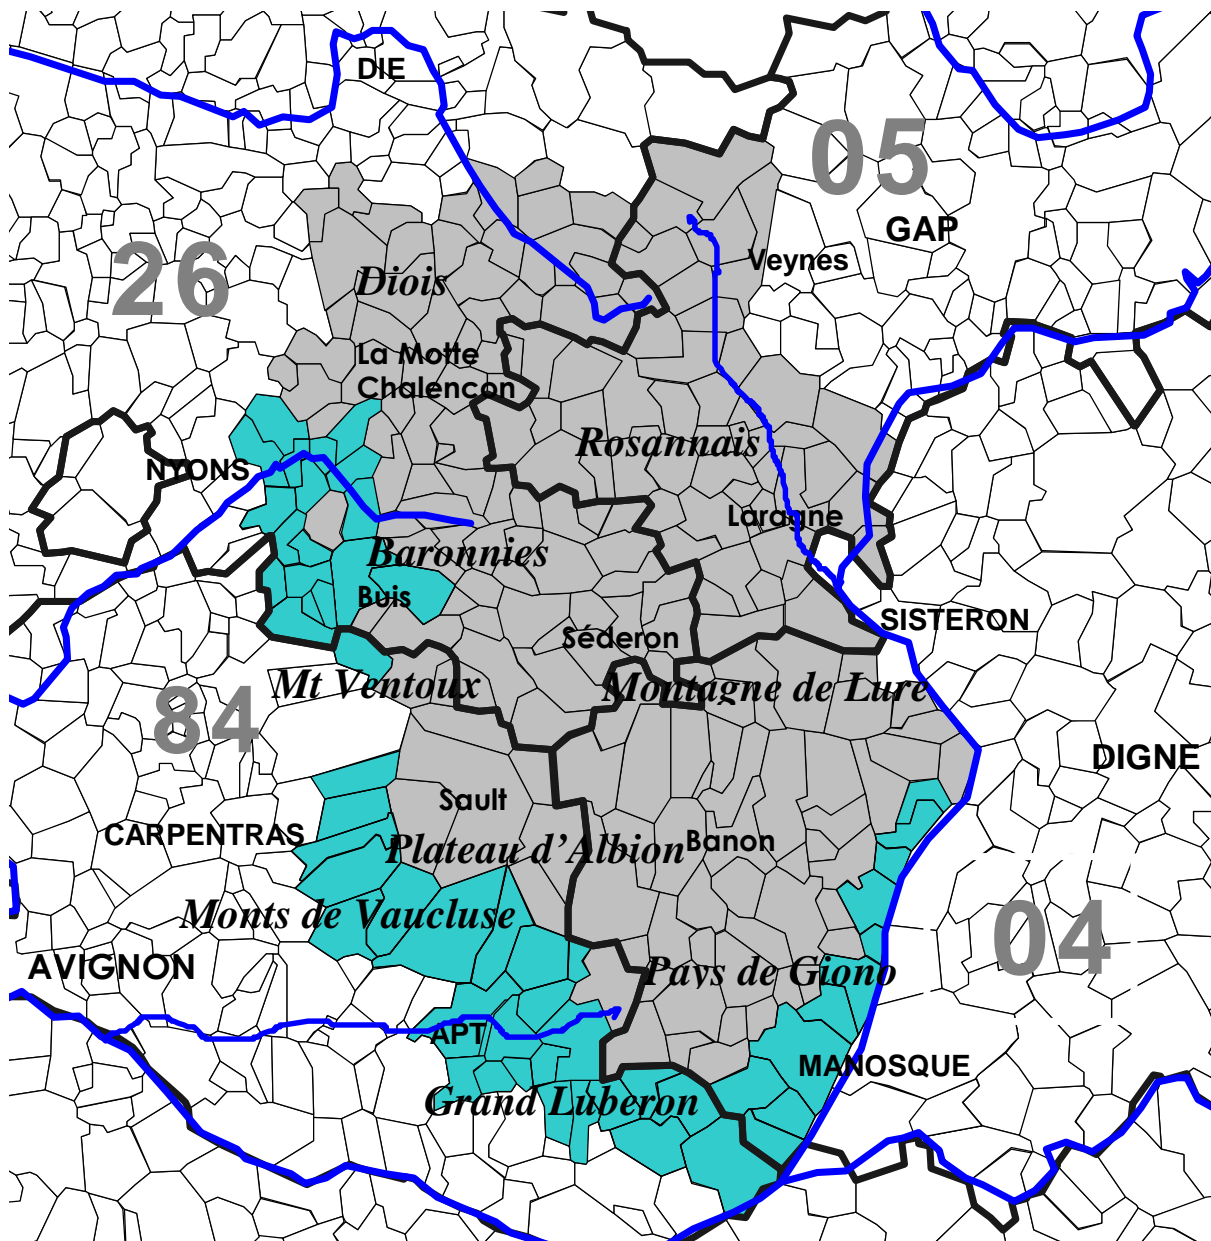 DIE
05
GAP
26
Veynes
Diois
La Motte
Chalencon
Rosannais
NYONS
Laragne
Baronnies
Buis
SISTERON
Séderon
Mt Ventoux
Montagne de Lure
84
DIGNE
Sault
CARPENTRAS
Plateau d’Albion
Banon
Monts de Vaucluse
04
AVIGNON
Pays de Giono
APT
MANOSQUE
Grand Luberon